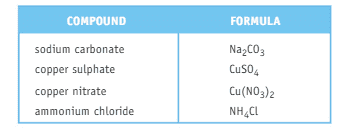 COMPOUND FORMULA
sodium carbonate Na₂CO₃
copper sulphate CuSO₄
copper nitrate Cu(NO₃)₂
ammonium chloride NH₄Cl